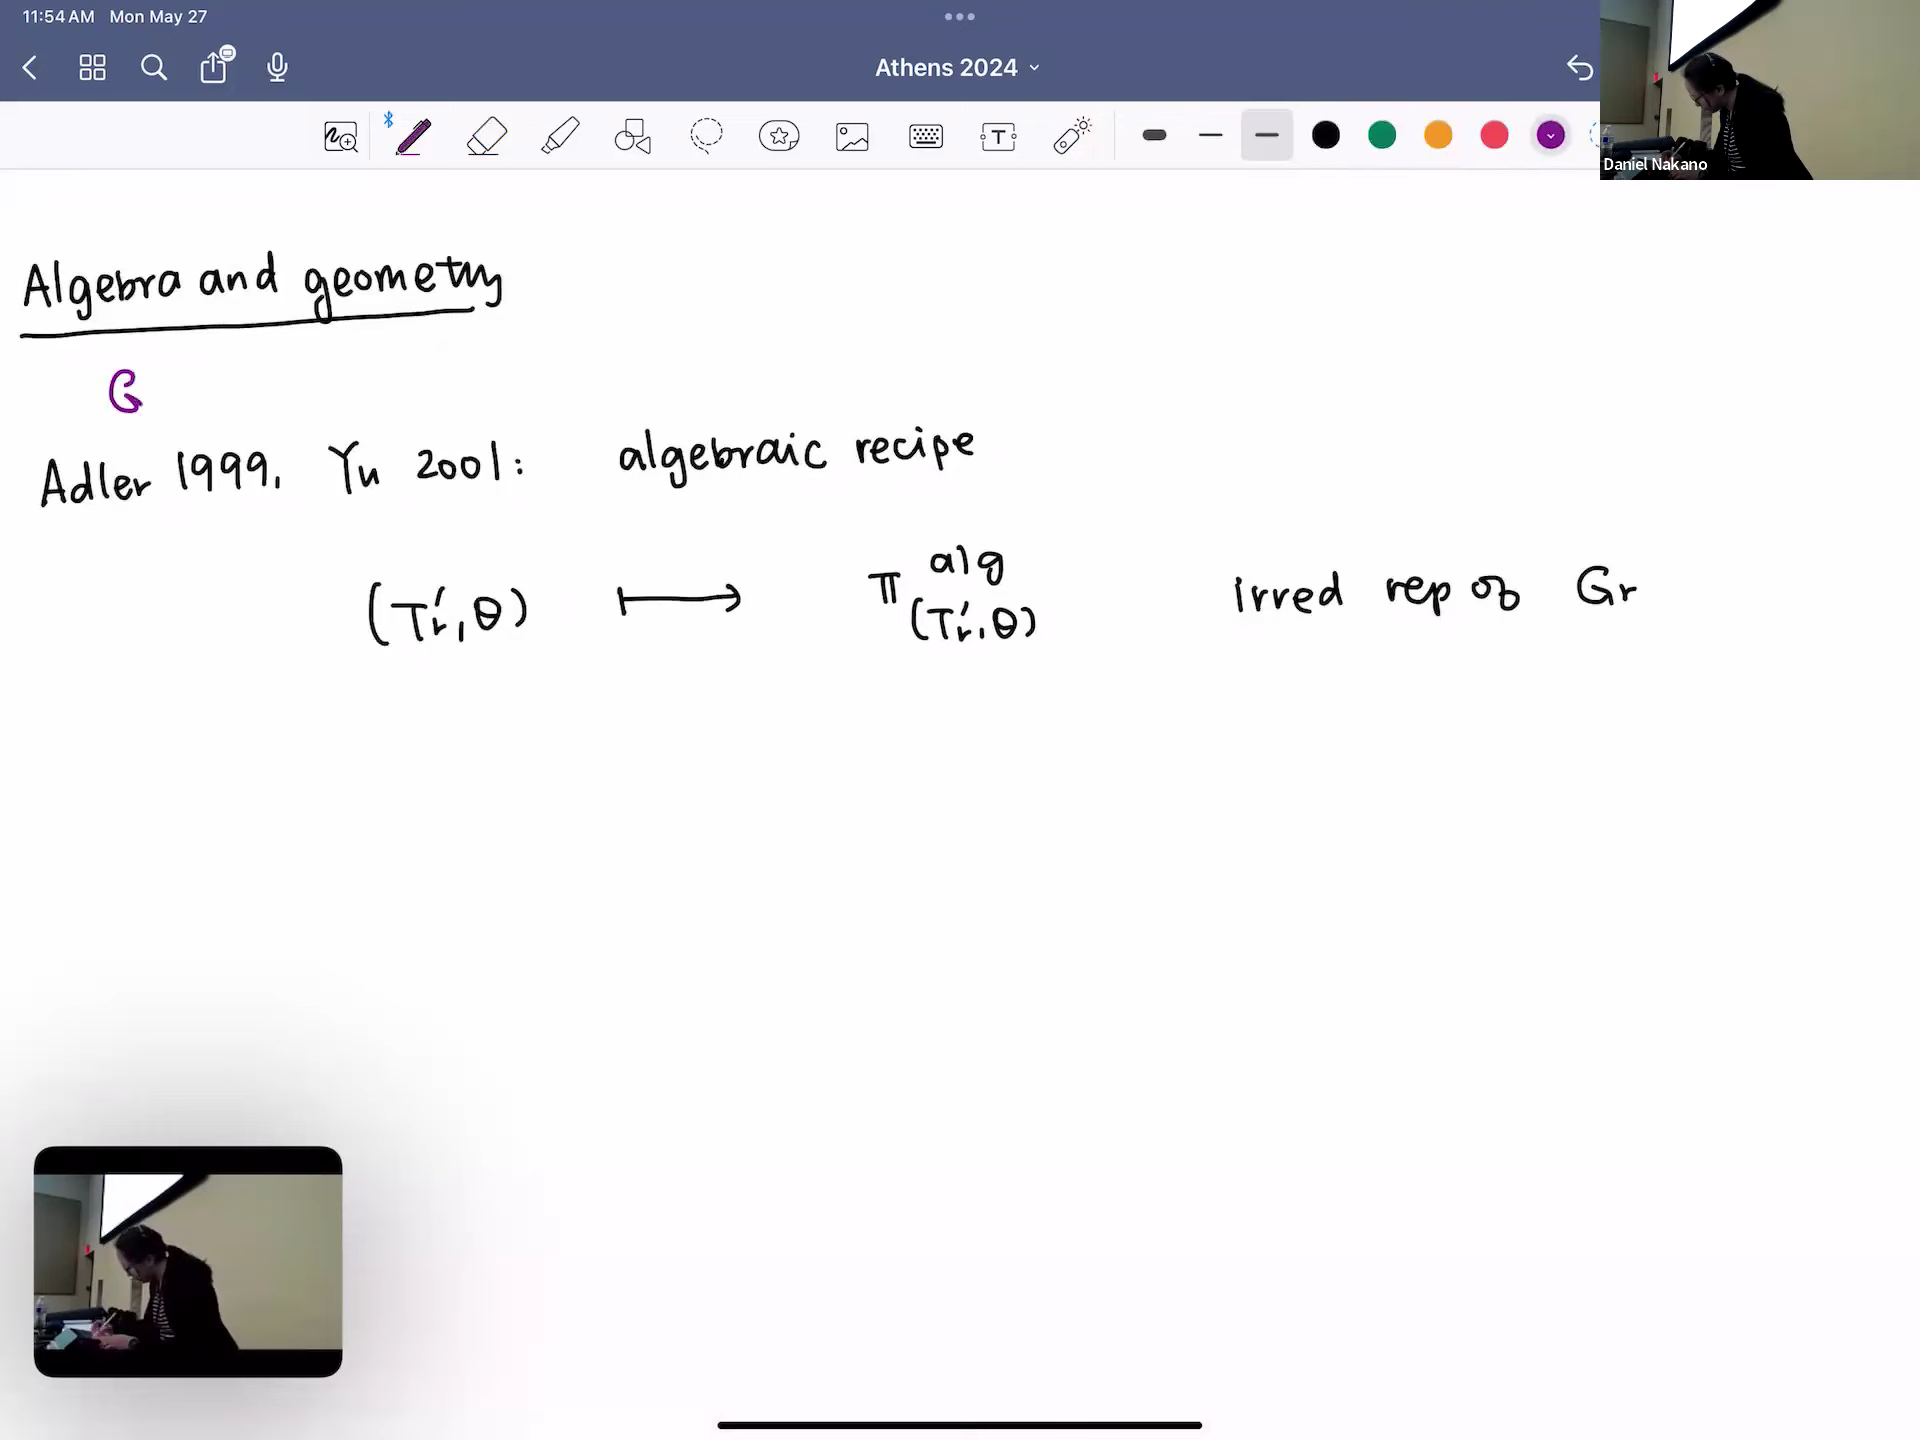 11:54 AM Mon May 27
Athens 2024
Daniel Nakano
Algebra and geometry
G
Adler 1999, Yu 2001: algebraic recipe
(T'r, θ) ⟼ π alg (T'r, θ) irred rep of Gr